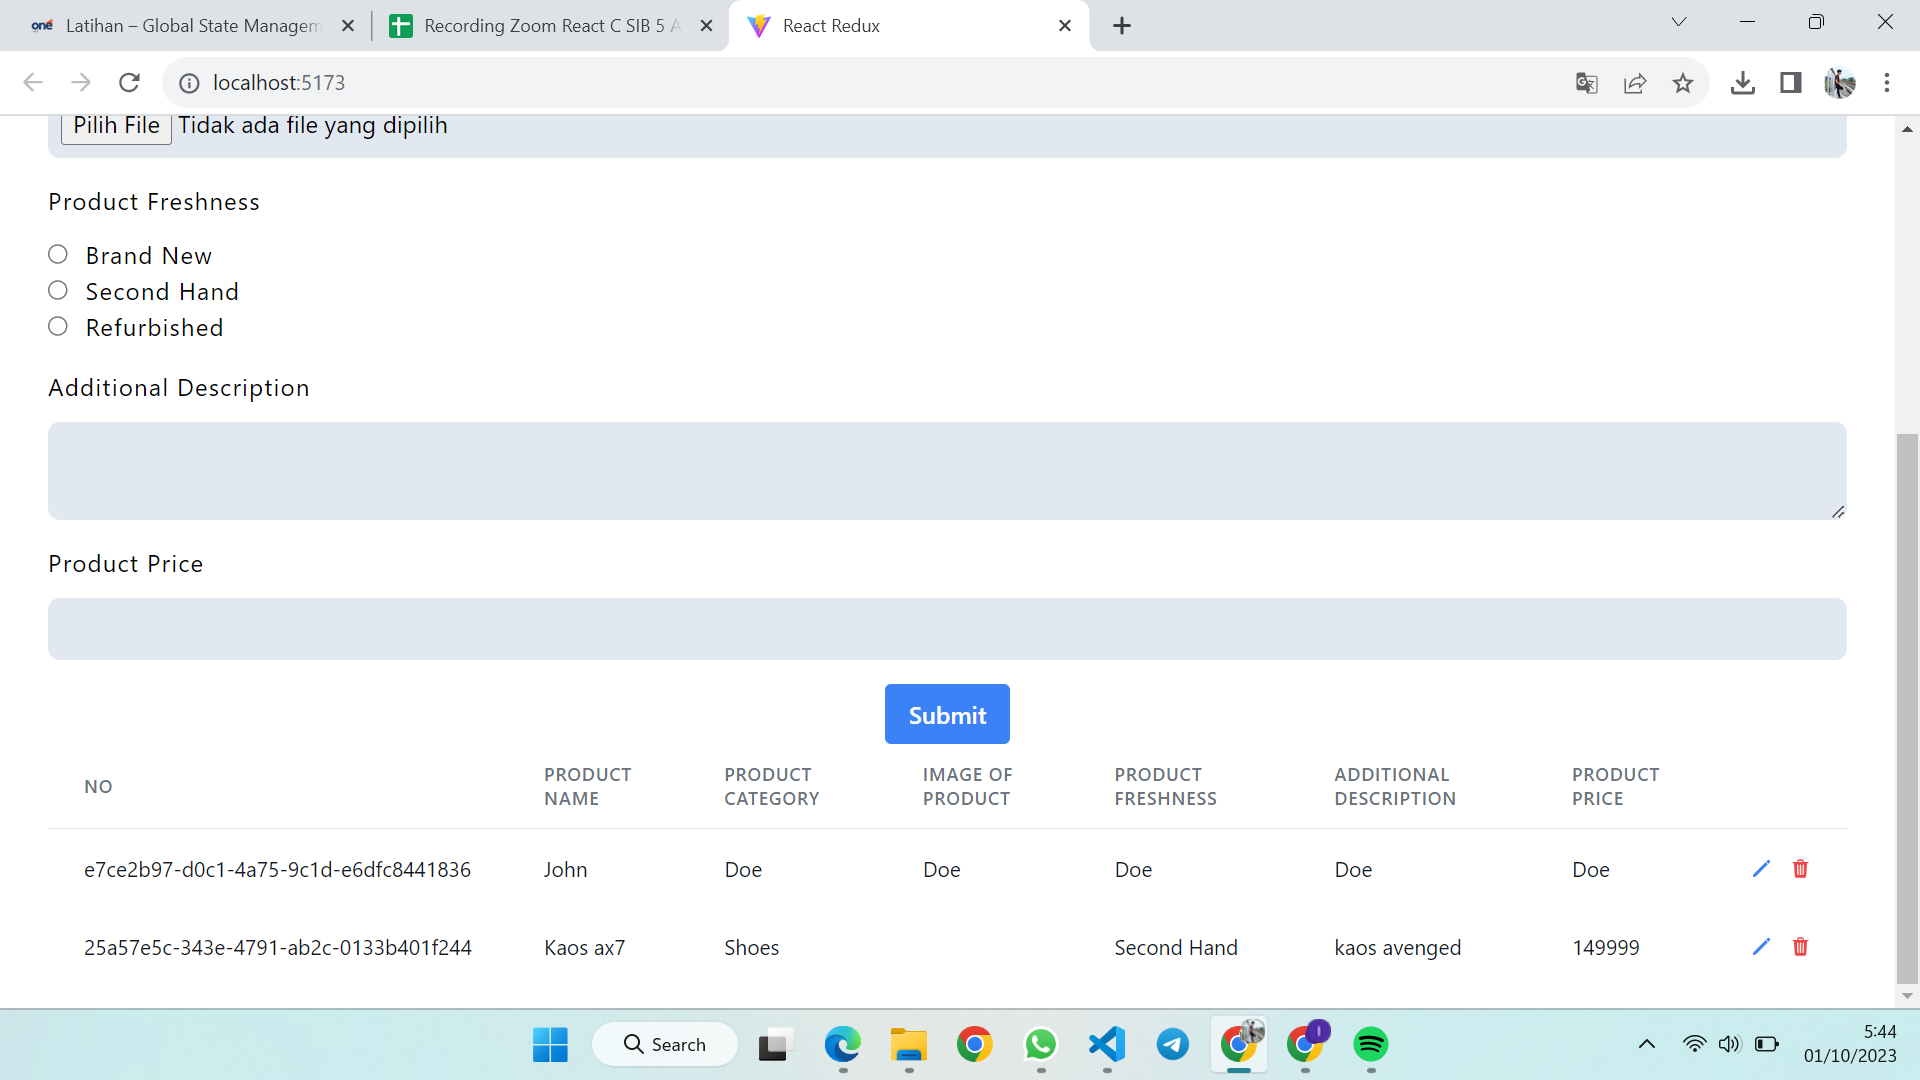 oné Latihan – Global State Managem
Recording Zoom React C SIB 5 A
React Redux
localhost:5173
Pilih File Tidak ada file yang dipilih
Product Freshness
Brand New
Second Hand
Refurbished
Additional Description
Product Price
Submit
NO PRODUCT NAME PRODUCT CATEGORY IMAGE OF PRODUCT PRODUCT FRESHNESS ADDITIONAL DESCRIPTION PRODUCT PRICE
e7ce2b97-d0c1-4a75-9c1d-e6dfc8441836 John Doe Doe Doe Doe Doe
25a57e5c-343e-4791-ab2c-0133b401f244 Kaos ax7 Shoes Second Hand kaos avenged 149999
Search
5:44
01/10/2023